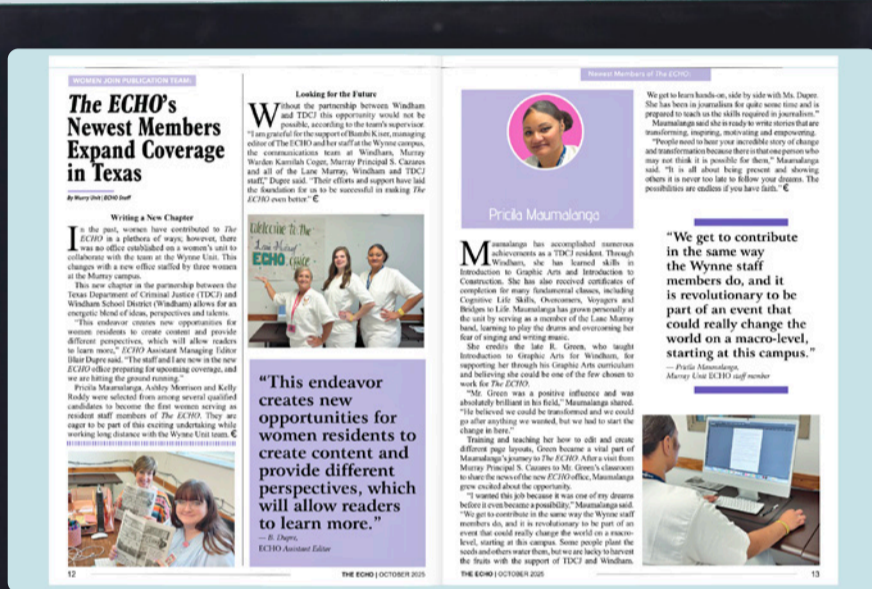 WOMEN JOIN PUBLICATION TEAM:
The ECHO's
Newest Members
Expand Coverage
in Texas
By Murry Unit | ECHO Staff
Writing a New Chapter
In the past, women have contributed to The
ECHO in a plethora of ways; however, there
was no office established on a women's unit to
collaborate with the team at the Wynne Unit. This
changes with a new office staffed by three women
at the Murray campus.
This new chapter in the partnership between the
Texas Department of Criminal Justice (TDCJ) and
Windham School District (Windham) allows for an
energetic blend of ideas, perspectives and talents.
"This endeavor creates new opportunities for
women residents to create content and provide
different perspectives, which will allow readers
to learn more," ECHO Assistant Managing Editor
Blair Dupre said. "The staff and I are now in the new
ECHO office preparing for upcoming coverage, and
we are hitting the ground running."
Pricila Maumalanga, Ashley Morrison and Kelly
Roddy were selected from among several qualified
candidates to become the first women serving as
resident staff members of The ECHO. They are
eager to be part of this exciting undertaking while
working long distance with the Wynne Unit team. €
12
Looking for the Future
Without the partnership between Windham
and TDCJ this opportunity would not be
possible, according to the team's supervisor.
"I am grateful for the support of Bambi Kiser, managing
editor of The ECHO and her staff at the Wynne campus,
the communications team at Windham, Murray
Warden Kamilah Coger, Murray Principal S. Cazares
and all of the Lane Murray, Windham and TDCJ
staff," Dupre said. "Their efforts and support have laid
the foundation for us to be successful in making The
ECHO even better." €
Welcome to The
Lane Murray
ECHO office
"This endeavor
creates new
opportunities for
women residents to
create content and
provide different
perspectives, which
will allow readers
to learn more."
— B. Dupre,
ECHO Assistant Editor
THE ECHO | OCTOBER 2025
Newest Members of The ECHO:
Pricila Maumalanga
Maumalanga has accomplished numerous
achievements as a TDCJ resident. Through
Windham, she has learned skills in
Introduction to Graphic Arts and Introduction to
Construction. She has also received certificates of
completion for many fundamental classes, including
Cognitive Life Skills, Overcomers, Voyagers and
Bridges to Life. Maumalanga has grown personally at
the unit by serving as a member of the Lane Murray
band, learning to play the drums and overcoming her
fear of singing and writing music.
She credits the late R. Green, who taught
Introduction to Graphic Arts for Windham, for
supporting her through his Graphic Arts curriculum
and believing she could be one of the few chosen to
work for The ECHO.
"Mr. Green was a positive influence and was
absolutely brilliant in his field," Maumalanga shared.
"He believed we could be transformed and we could
go after anything we wanted, but we had to start the
change in here."
Training and teaching her how to edit and create
different page layouts, Green became a vital part of
Maumalanga's journey to The ECHO. After a visit from
Murray Principal S. Cazares to Mr. Green's classroom
to share the news of the new ECHO office, Maumalanga
grew excited about the opportunity.
"I wanted this job because it was one of my dreams
before it even became a possibility," Maumalanga said.
"We get to contribute in the same way the Wynne staff
members do, and it is revolutionary to be part of an
event that could really change the world on a macro-
level, starting at this campus. Some people plant the
seeds and others water them, but we are lucky to harvest
the fruits with the support of TDCJ and Windham.
THE ECHO | OCTOBER 2025
We get to learn hands-on, side by side with Ms. Dupre.
She has been in journalism for quite some time and is
prepared to teach us the skills required in journalism."
Maumalanga said she is ready to write stories that are
transforming, inspiring, motivating and empowering.
"People need to hear your incredible story of change
and transformation because there is that one person who
may not think it is possible for them," Maumalanga
said. "It is all about being present and showing
others it is never too late to follow your dreams. The
possibilities are endless if you have faith." €
"We get to contribute
in the same way
the Wynne staff
members do, and it
is revolutionary to be
part of an event that
could really change the
world on a macro-level,
starting at this campus."
— Pricila Maumalanga,
Murray Unit ECHO staff member
13